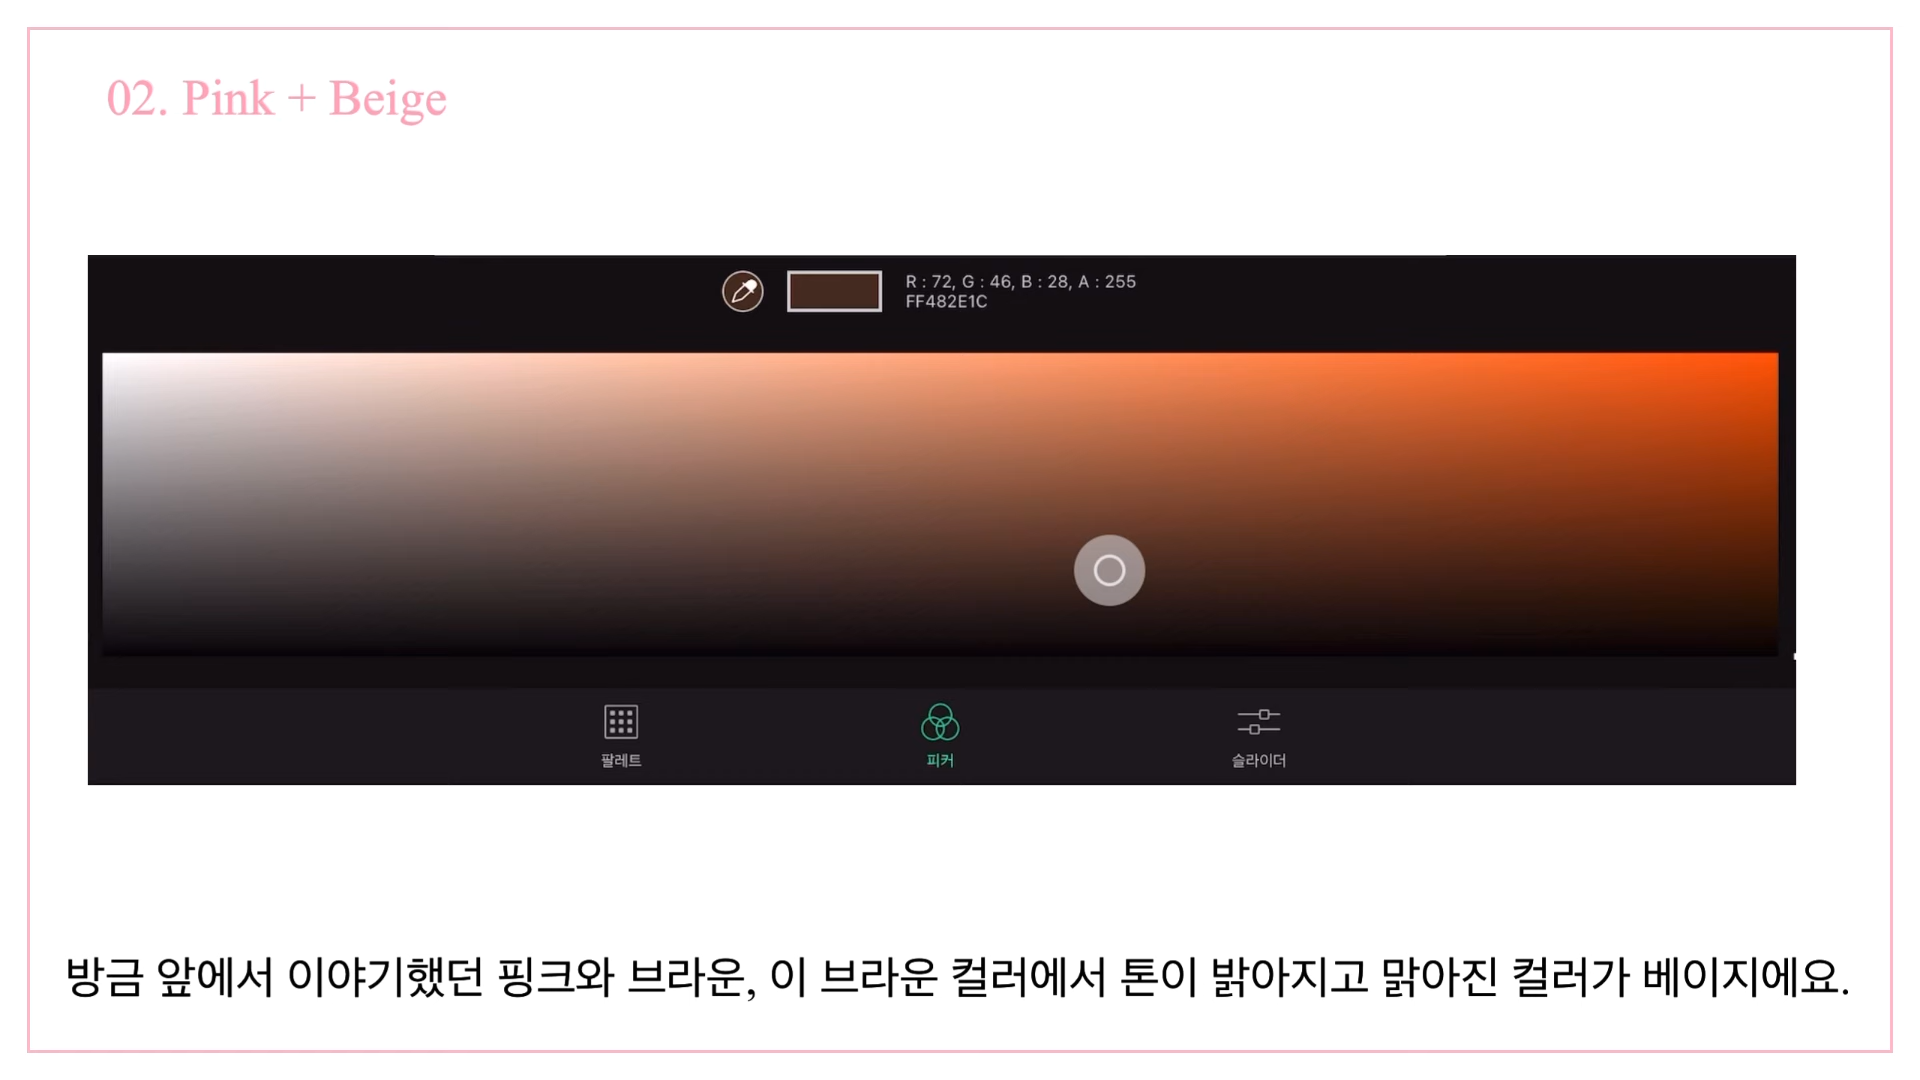 02. Pink + Beige
R : 72, G : 46, B : 28, A : 255
FF482E1C
팔레트
피커
슬라이더
방금 앞에서 이야기했던 핑크와 브라운, 이 브라운 컬러에서 톤이 밝아지고 맑아진 컬러가 베이지에요.